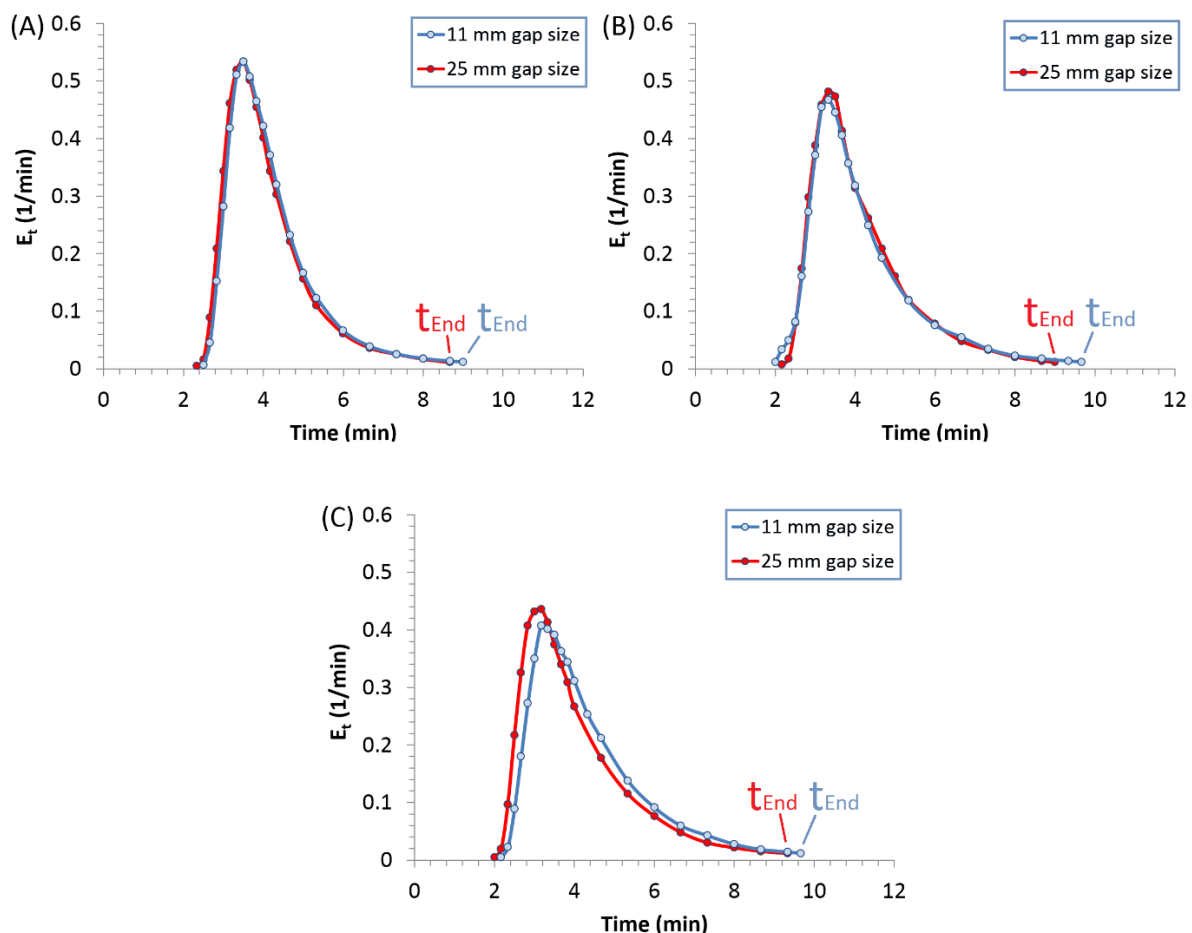 (A)
0.6
0.5
0.4
0.3
0.2
0.1
0
E_t (1/min)
11 mm gap size
25 mm gap size
tEnd tEnd
0 2 4 6 8 10 12
Time (min)
(B)
0.6
0.5
0.4
0.3
0.2
0.1
0
E_t (1/min)
11 mm gap size
25 mm gap size
tEnd tEnd
0 2 4 6 8 10 12
Time (min)
(C)
0.6
0.5
0.4
0.3
0.2
0.1
0
E_t (1/min)
11 mm gap size
25 mm gap size
tEnd tEnd
0 2 4 6 8 10 12
Time (min)